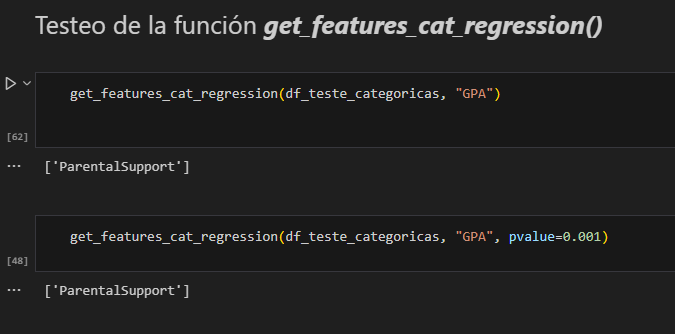 Testeo de la función get_features_cat_regression()
get_features_cat_regression(df_teste_categoricas, "GPA")
[62]
... ['ParentalSupport']
get_features_cat_regression(df_teste_categoricas, "GPA", pvalue=0.001)
[48]
... ['ParentalSupport']